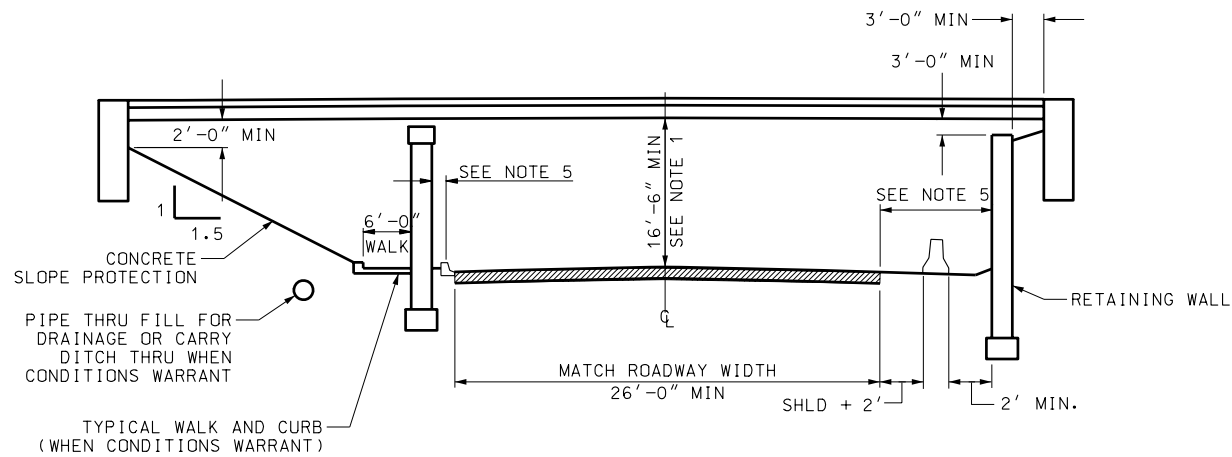 3'-0" MIN
3'-0" MIN
2'-0" MIN
16'-6" MIN
SEE NOTE 1
SEE NOTE 5
SEE NOTE 5
1
1.5
6'-0"
WALK
CONCRETE
SLOPE PROTECTION
PIPE THRU FILL FOR
DRAINAGE OR CARRY
DITCH THRU WHEN
CONDITIONS WARRANT
RETAINING WALL
℄
MATCH ROADWAY WIDTH
26'-0" MIN
SHLD + 2'
2' MIN.
TYPICAL WALK AND CURB
(WHEN CONDITIONS WARRANT)